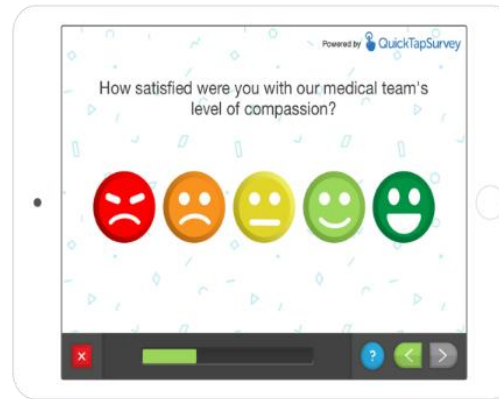 Powered by QuickTapSurvey
How satisfied were you with our medical team's
level of compassion?
x
?
< >